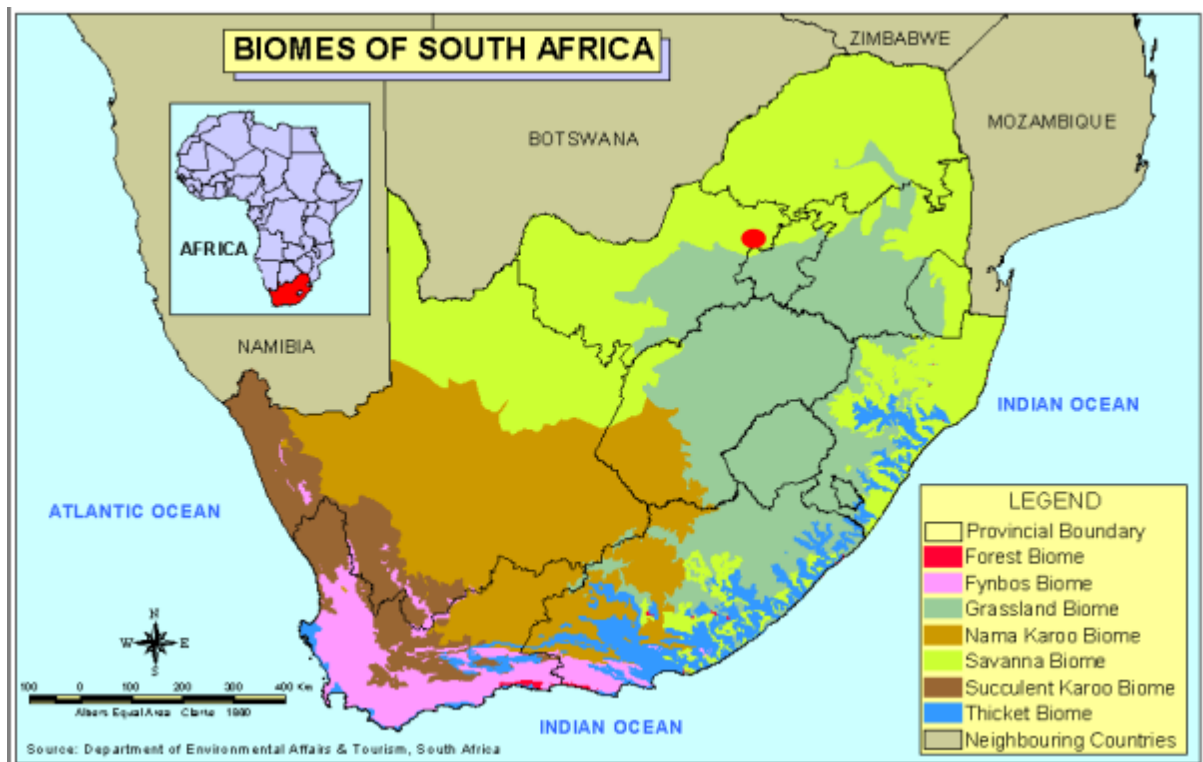 BIOMES OF SOUTH AFRICA
ZIMBABWE
MOZAMBIQUE
BOTSWANA
AFRICA
NAMIBIA
INDIAN OCEAN
ATLANTIC OCEAN
LEGEND
Provincial Boundary
Forest Biome
Fynbos Biome
Grassland Biome
Nama Karoo Biome
Savanna Biome
Succulent Karoo Biome
Thicket Biome
Neighbouring Countries
N
W E
S
100 0 100 200 300 400 Km
Albers Equal Area Clarke 1880
INDIAN OCEAN
Source: Department of Environmental Affairs & Tourism, South Africa